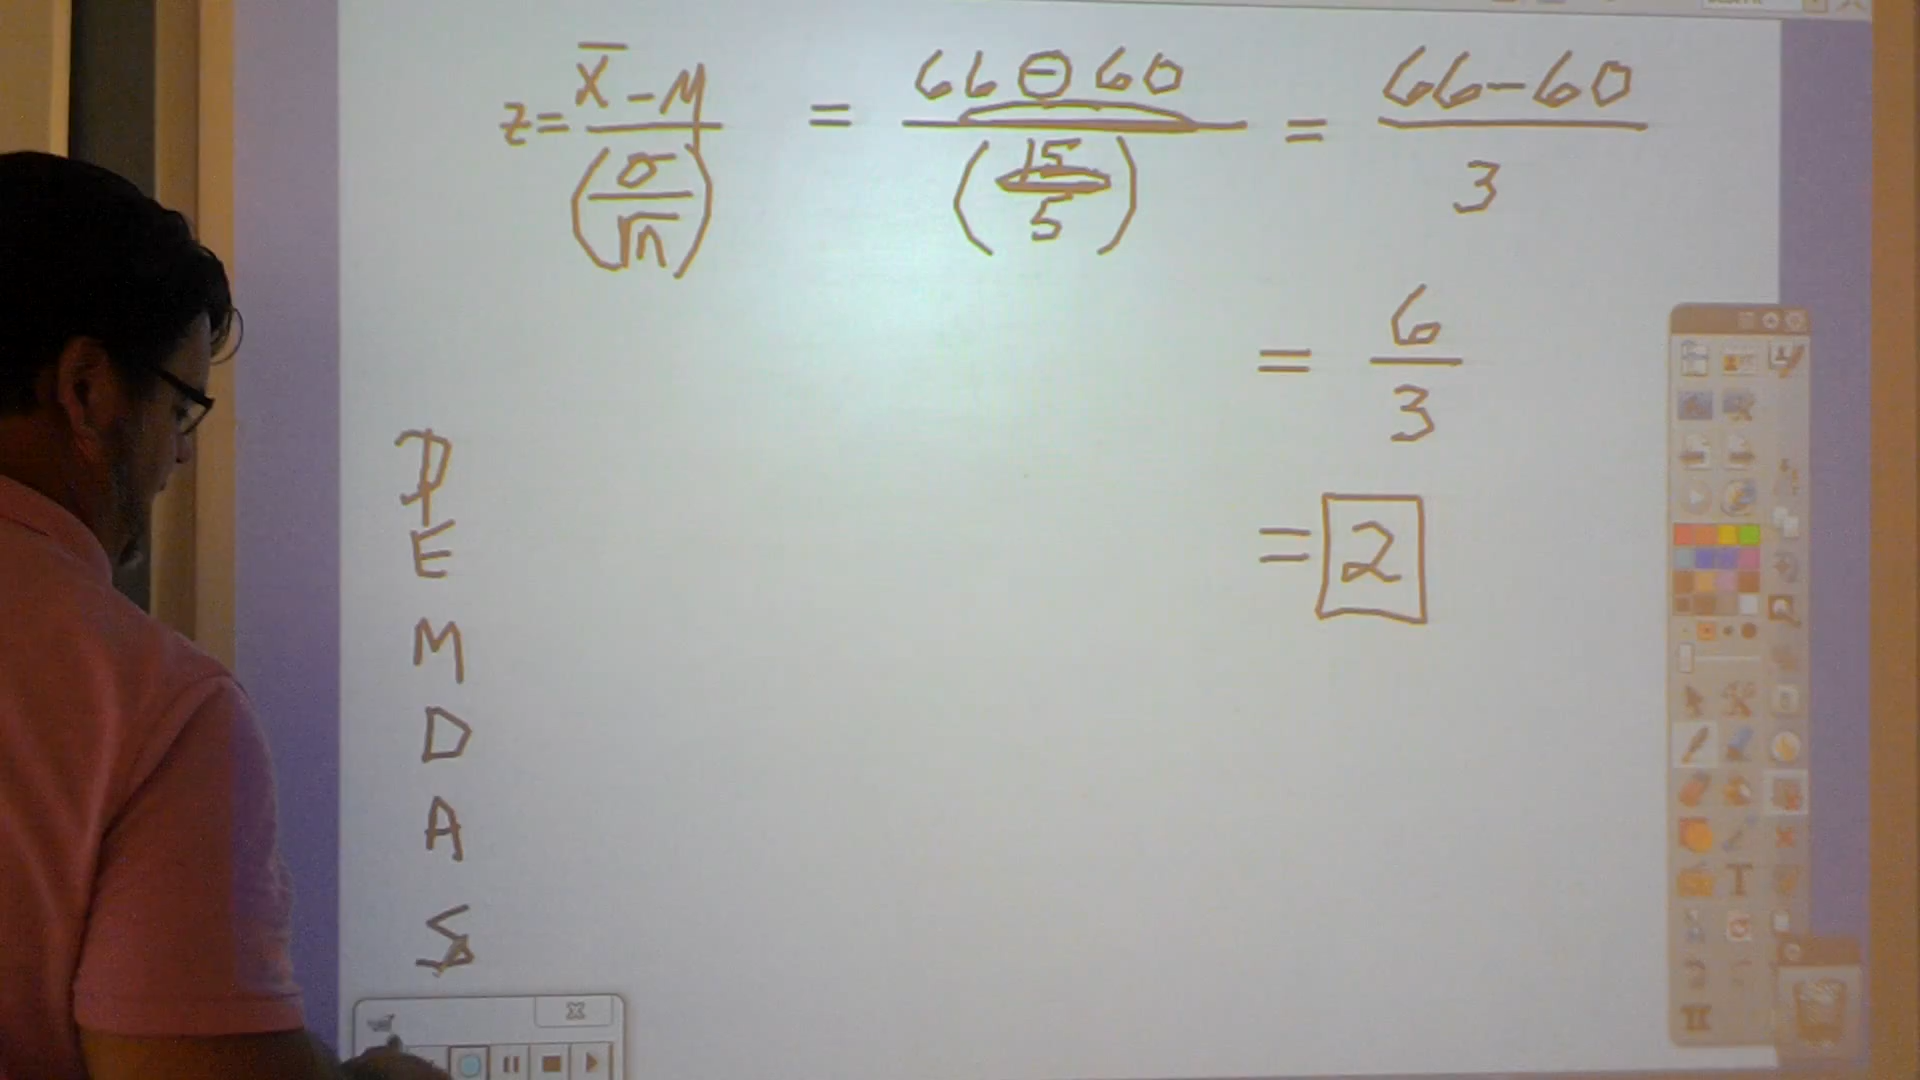 z = (x̄ - μ) / (σ / √n) = (66 - 60) / (15 / 5) = (66 - 60) / 3
= 6 / 3
= 2
P
E
M
D
A
S
T